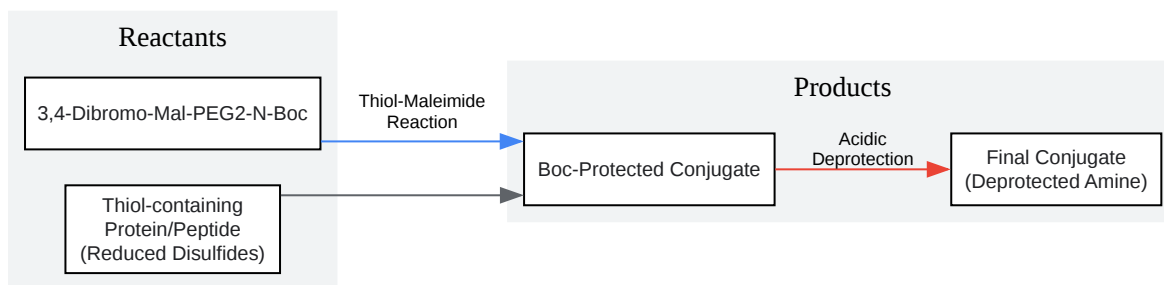 Reactants
3,4-Dibromo-Mal-PEG2-N-Boc
Thiol-containing
Protein/Peptide
(Reduced Disulfides)
Thiol-Maleimide
Reaction
Products
Boc-Protected Conjugate
Acidic
Deprotection
Final Conjugate
(Deprotected Amine)